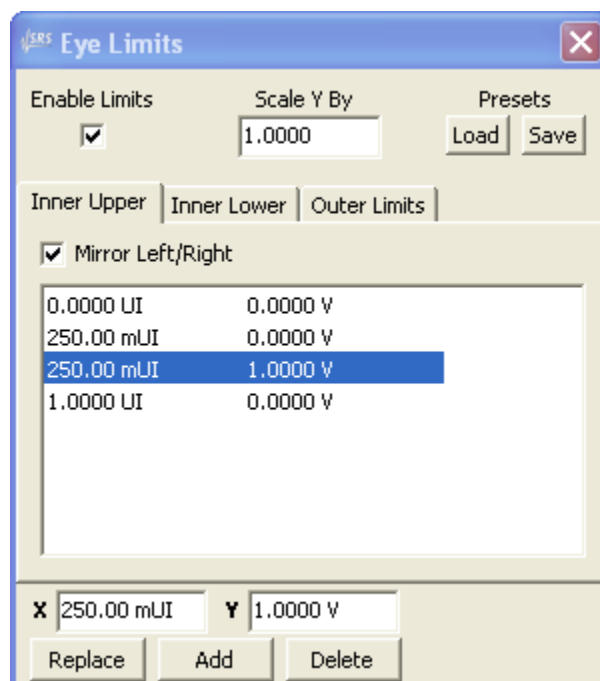 SRS Eye Limits
Enable Limits Scale Y By Presets
1.0000 Load Save
Inner Upper Inner Lower Outer Limits
Mirror Left/Right
0.0000 UI 0.0000 V
250.00 mUI 0.0000 V
250.00 mUI 1.0000 V
1.0000 UI 0.0000 V
X 250.00 mUI Y 1.0000 V
Replace Add Delete